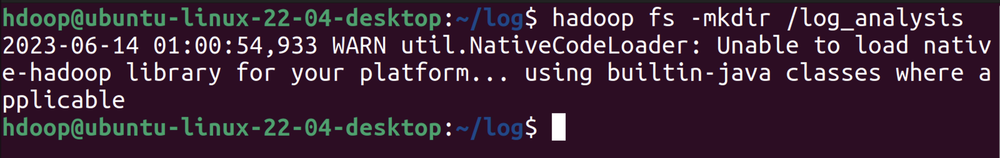 hdoop@ubuntu-linux-22-04-desktop:~/log$ hadoop fs -mkdir /log_analysis
2023-06-14 01:00:54,933 WARN util.NativeCodeLoader: Unable to load nativ
e-hadoop library for your platform... using builtin-java classes where a
pplicable
hdoop@ubuntu-linux-22-04-desktop:~/log$